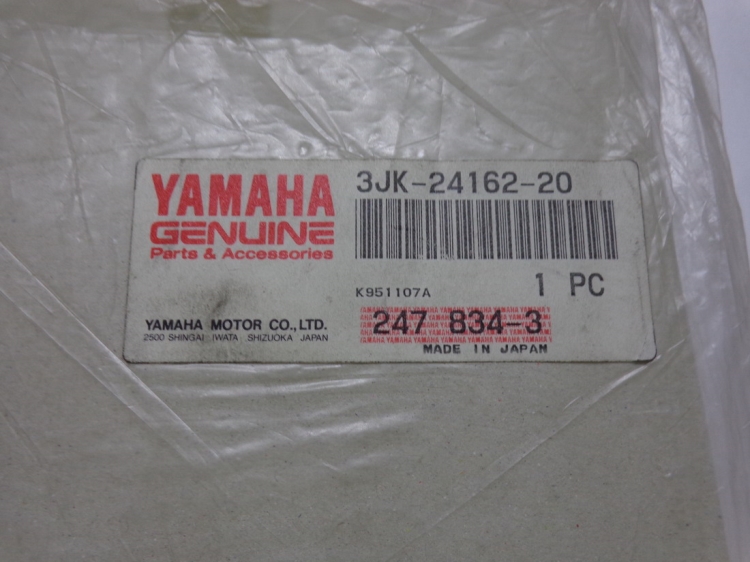 YAMAHA
GENUINE
Parts & Accessories
3JK-24162-20
K951107A
1 PC
YAMAHA MOTOR CO., LTD.
2500 SHINGAI IWATA SHIZUOKA JAPAN
247 834-3
MADE IN JAPAN